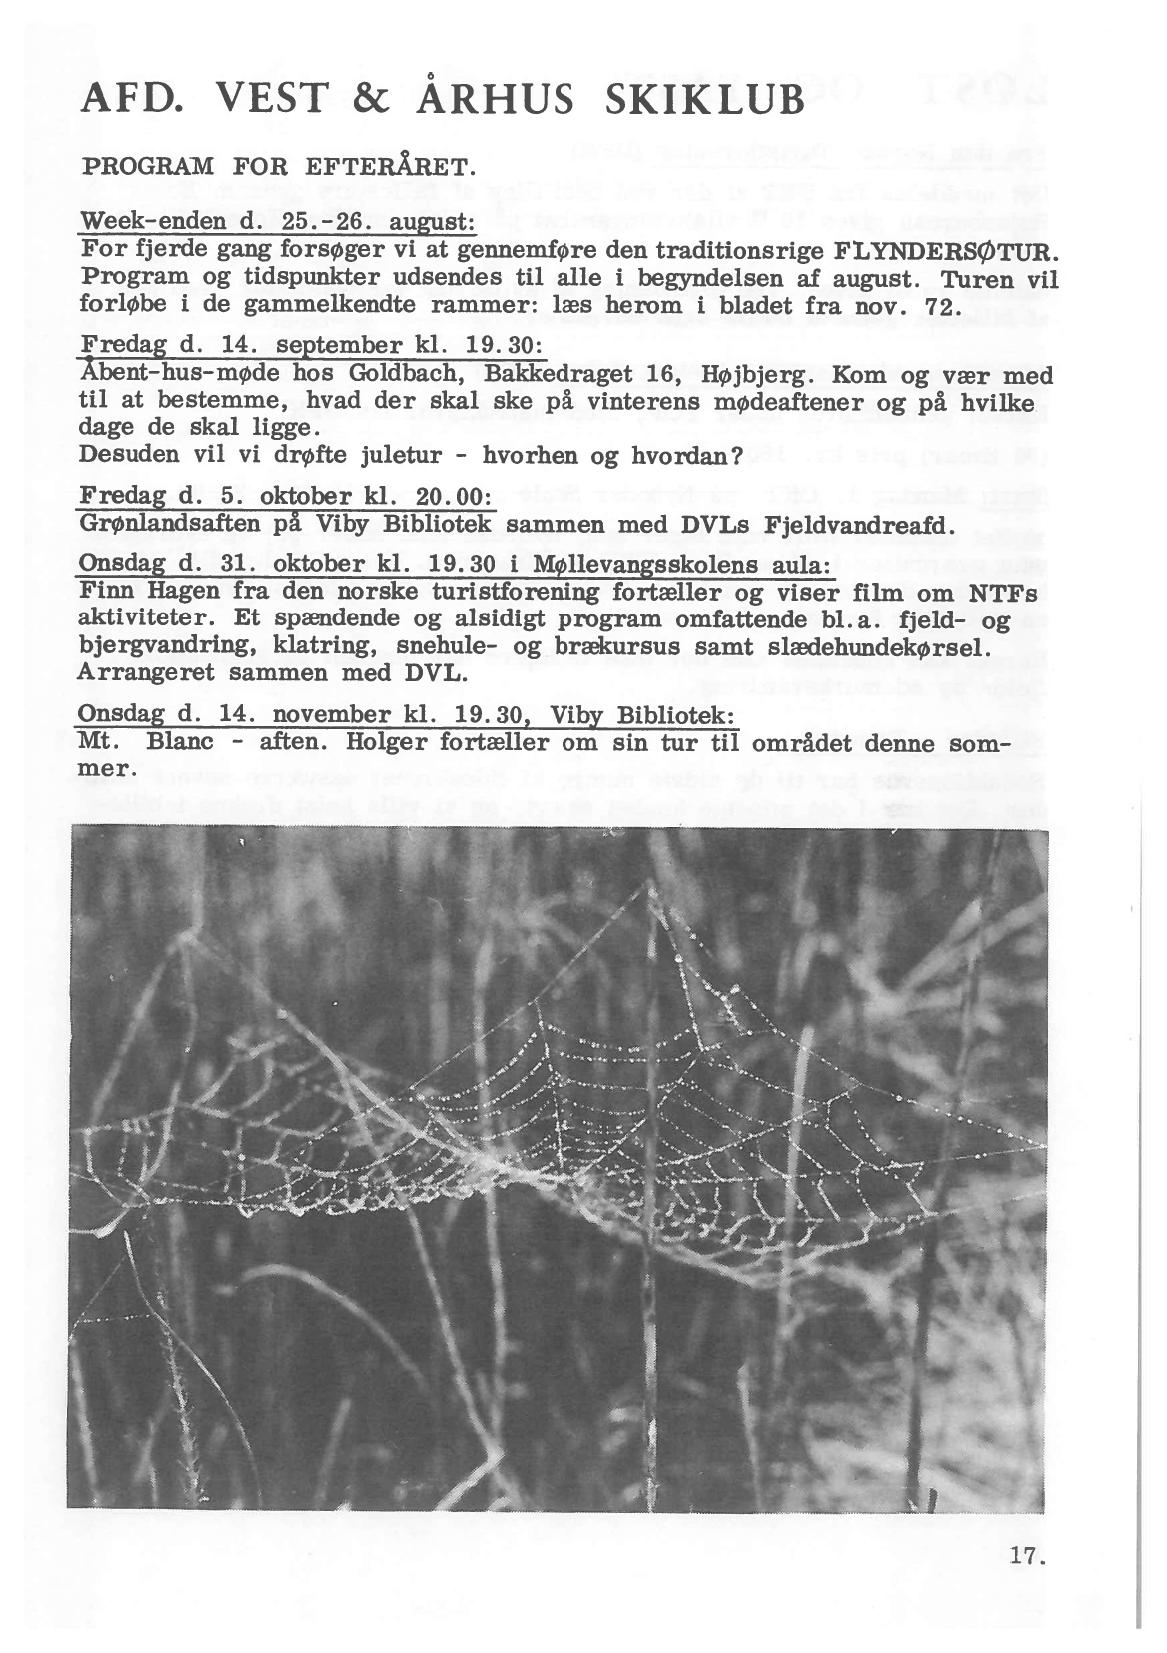 AFD. VEST & ÅRHUS SKIKLUB
PROGRAM FOR EFTERÅRET.
Week-enden d. 25.-26. august:
For fjerde gang forsøger vi at gennemføre den traditionsrige FLYNDERSØTUR.
Program og tidspunkter udsendes til alle i begyndelsen af august. Turen vil
forløbe i de gammelkendte rammer: læs herom i bladet fra nov. 72.
Fredag d. 14. september kl. 19.30:
Åbent-hus-møde hos Goldbach, Bakkedraget 16, Højbjerg. Kom og vær med
til at bestemme, hvad der skal ske på vinterens mødeaftener og på hvilke
dage de skal ligge.
Desuden vil vi drøfte juletur - hvorhen og hvordan?
Fredag d. 5. oktober kl. 20.00:
Grønlandsaften på Viby Bibliotek sammen med DVLs Fjeldvandreafd.
Onsdag d. 31. oktober kl. 19.30 i Møllevangsskolens aula:
Finn Hagen fra den norske turistforening fortæller og viser film om NTFs
aktiviteter. Et spændende og alsidigt program omfattende bl.a. fjeld- og
bjergvandring, klatring, snehule- og brækursus samt slædehundekørsel.
Arrangeret sammen med DVL.
Onsdag d. 14. november kl. 19.30, Viby Bibliotek:
Mt. Blanc - aften. Holger fortæller om sin tur til området denne som-
mer.
17.